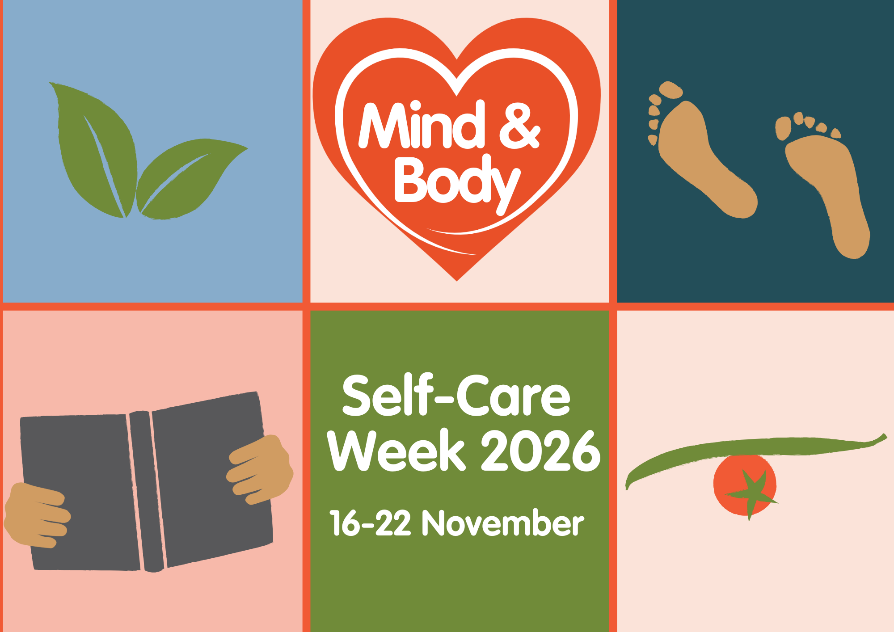 Mind &
Body
Self-Care
Week 2026
16-22 November